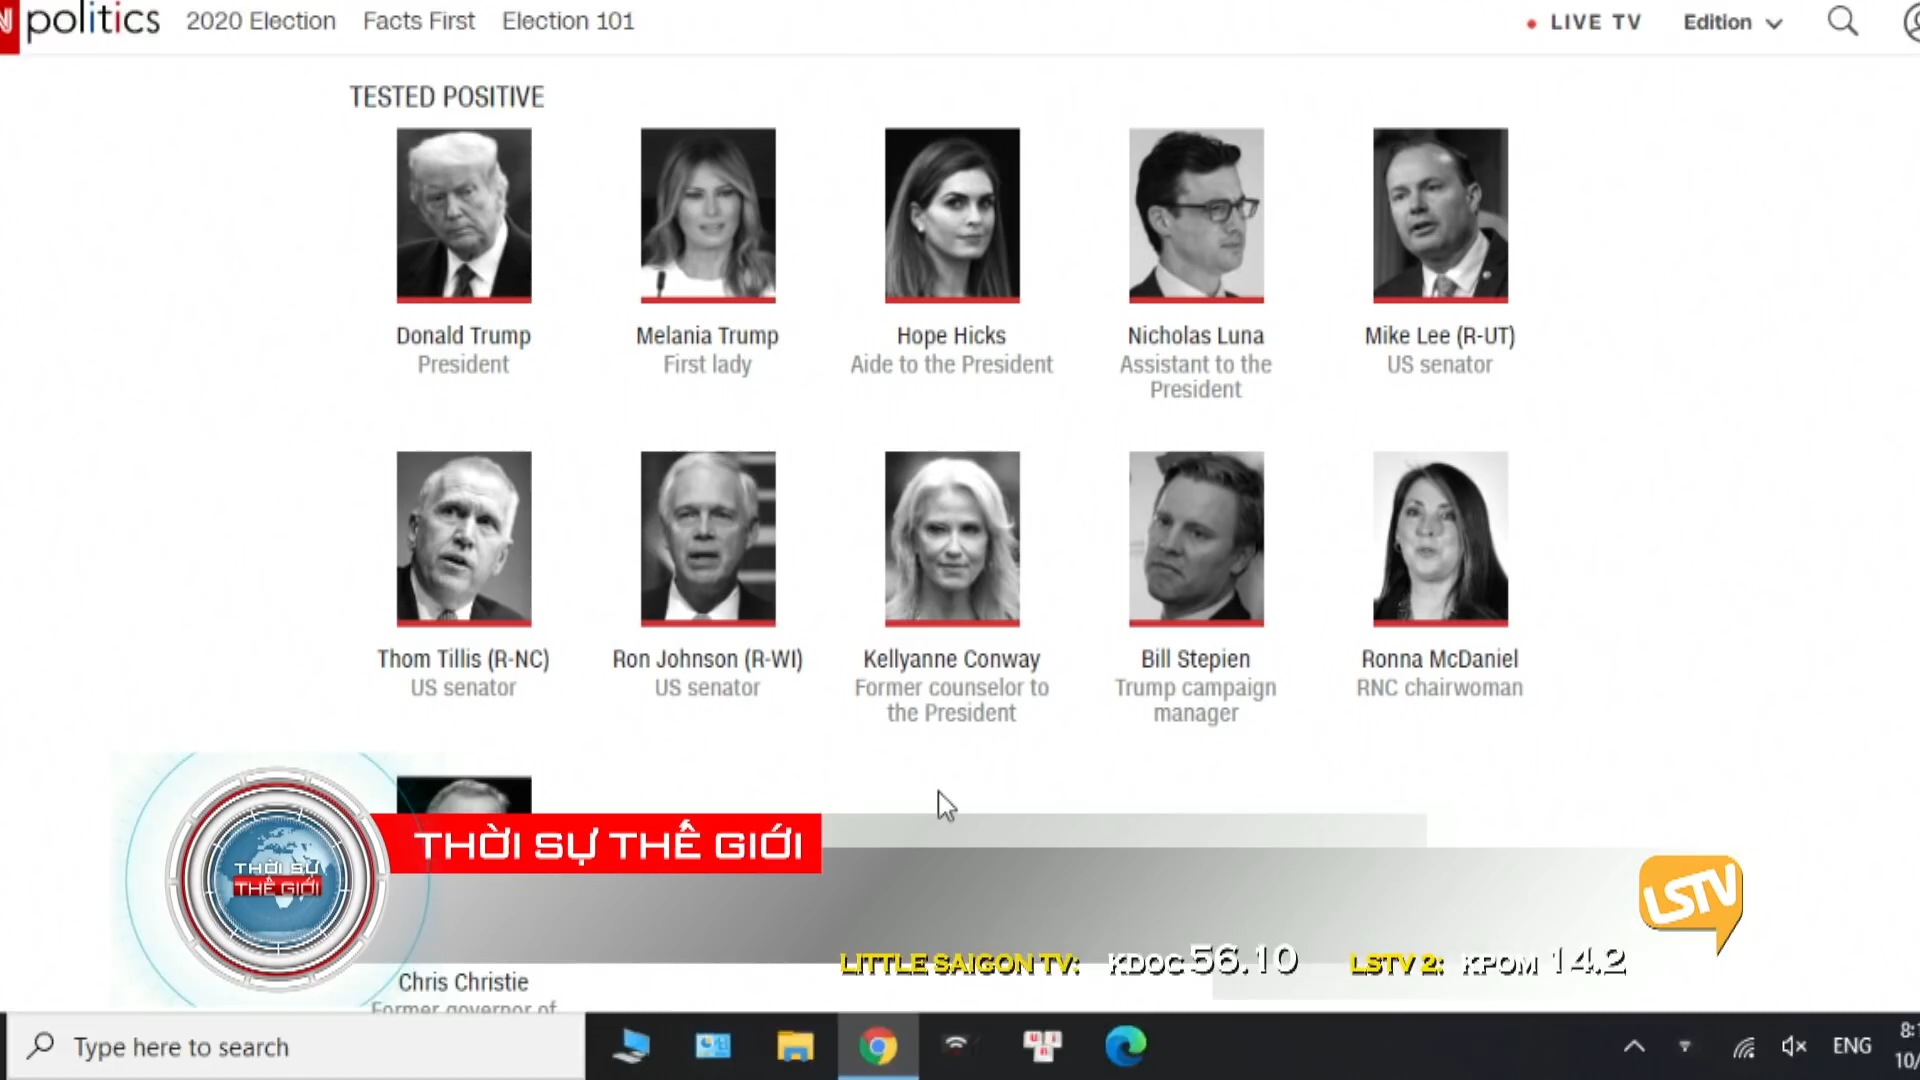 politics 2020 Election Facts First Election 101 LIVE TV Edition
TESTED POSITIVE
Donald Trump
President
Melania Trump
First lady
Hope Hicks
Aide to the President
Nicholas Luna
Assistant to the
President
Mike Lee (R-UT)
US senator
Thom Tillis (R-NC)
US senator
Ron Johnson (R-WI)
US senator
Kellyanne Conway
Former counselor to
the President
Bill Stepien
Trump campaign
manager
Ronna McDaniel
RNC chairwoman
THỜI SỰ THẾ GIỚI
THỜI SỰ
THẾ GIỚI
LSTV
LITTLE SAIGON TV: KDOC 56.10 LSTV 2: KPOM 14.2
Chris Christie
Former governor of
Type here to search
ENG